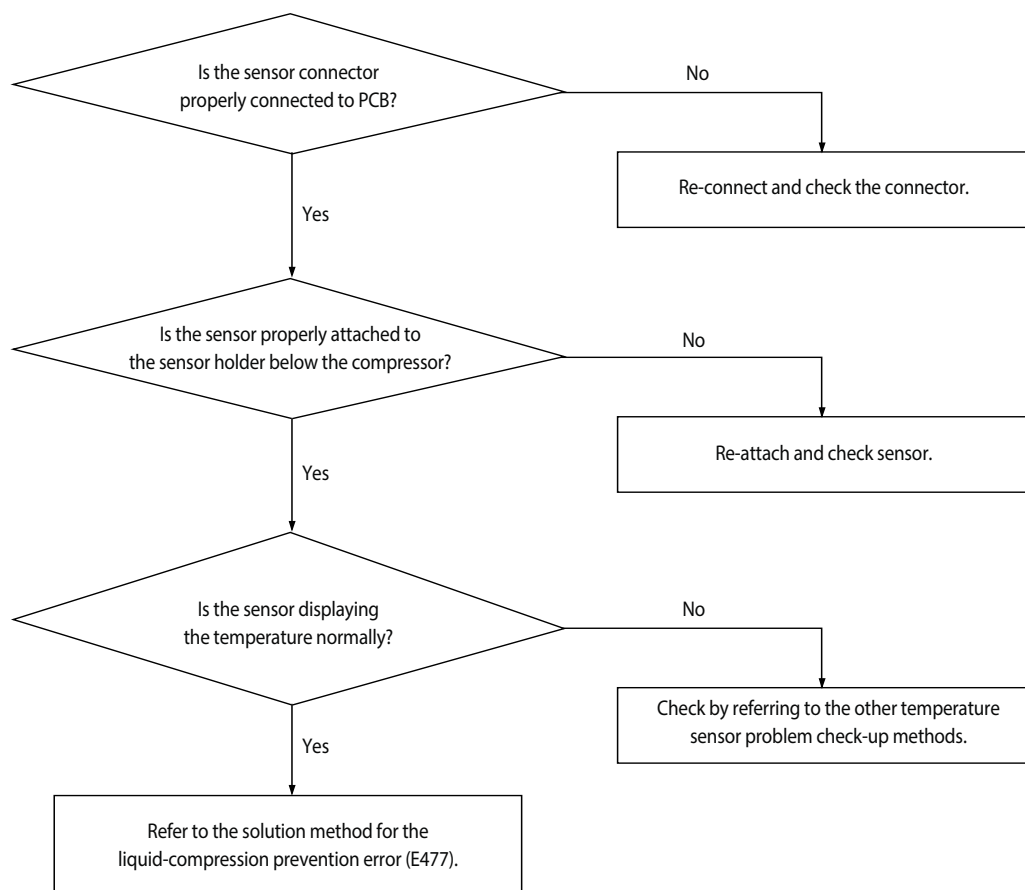 Is the sensor connector
properly connected to PCB?
No
Re-connect and check the connector.
Yes
Is the sensor properly attached to
the sensor holder below the compressor?
No
Re-attach and check sensor.
Yes
Is the sensor displaying
the temperature normally?
No
Check by referring to the other temperature
sensor problem check-up methods.
Yes
Refer to the solution method for the
liquid-compression prevention error (E477).